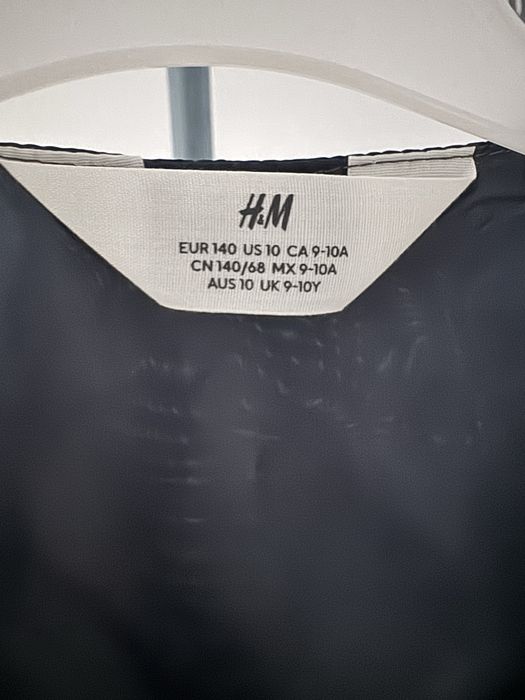 H&M
EUR 140 US 10 CA 9-10A
CN 140/68 MX 9-10A
AUS 10 UK 9-10Y